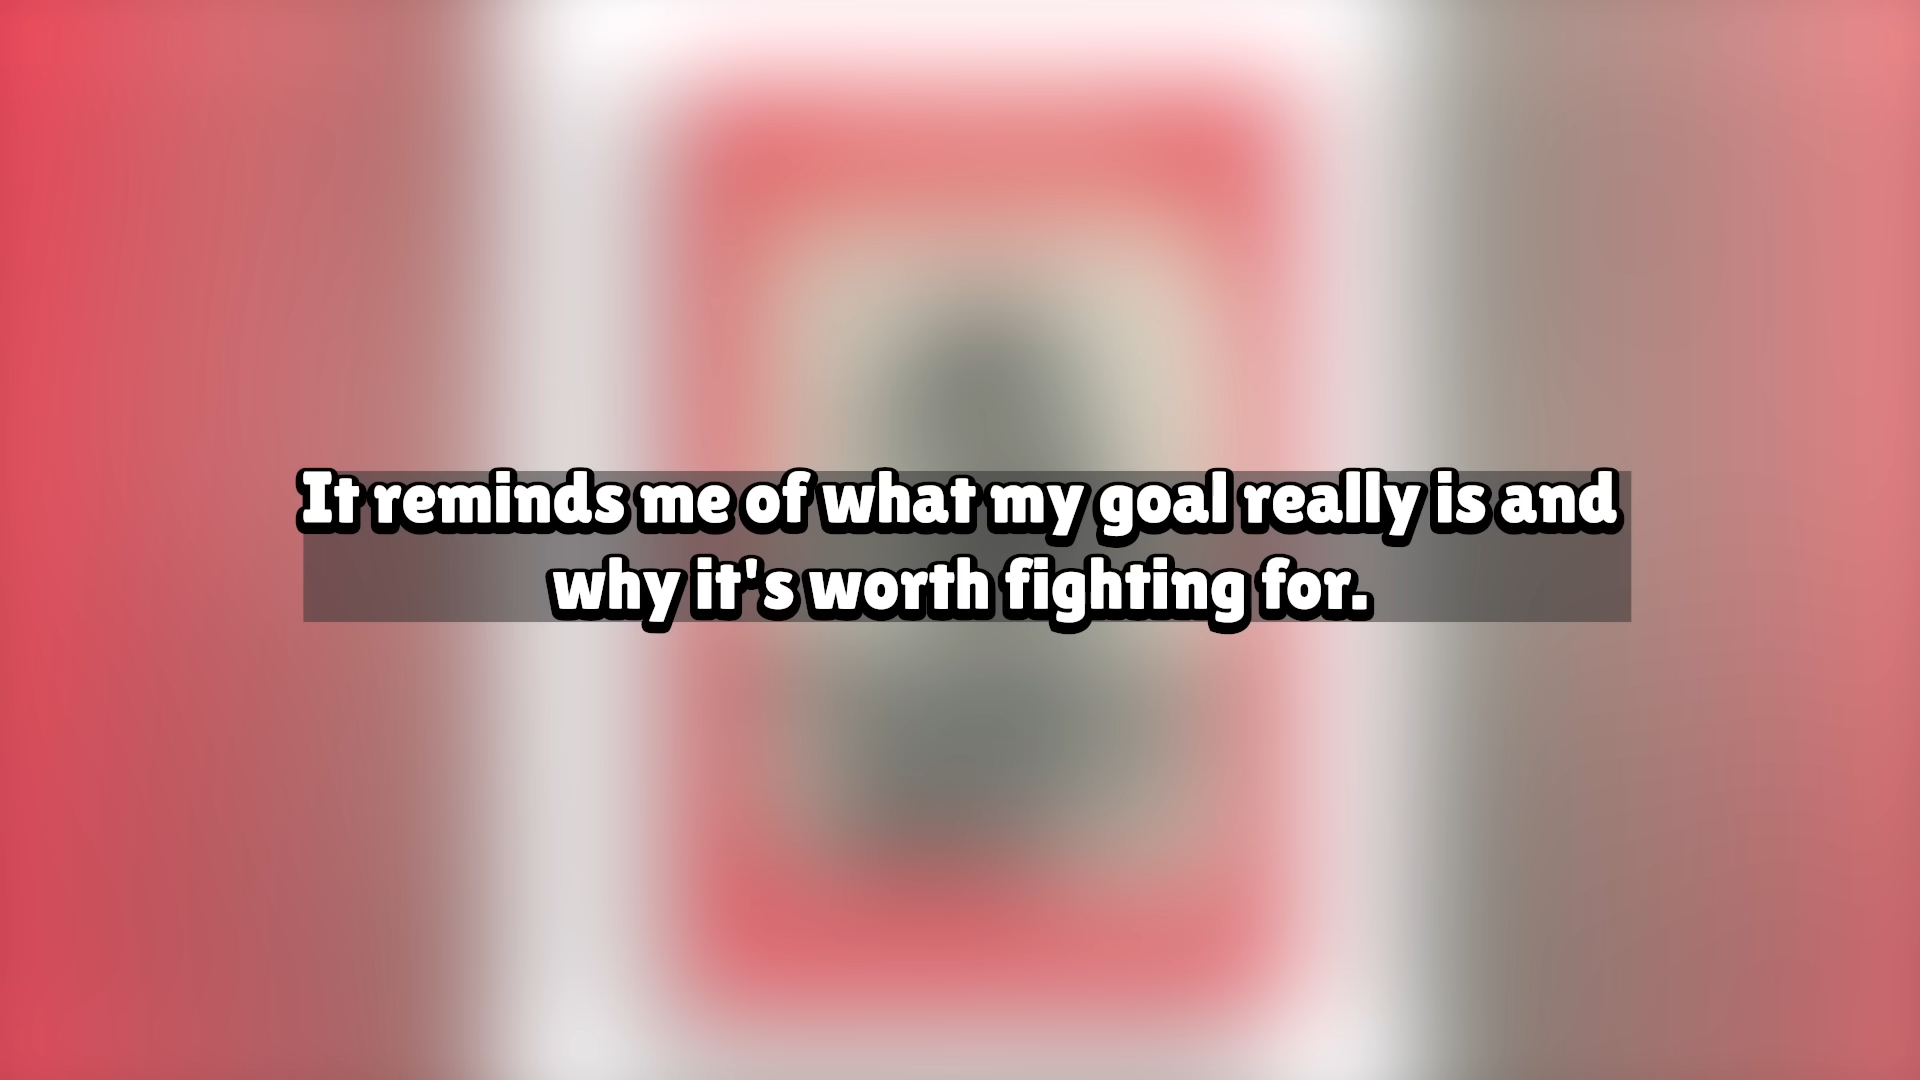 It reminds me of what my goal really is and
why it's worth fighting for.